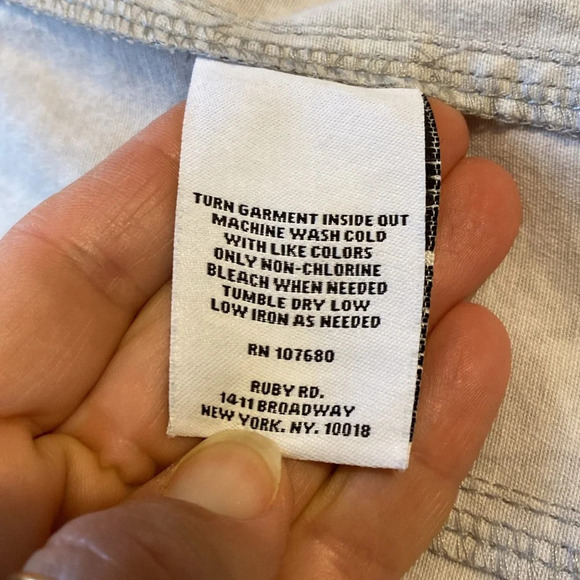 TURN GARMENT INSIDE OUT
MACHINE WASH COLD
WITH LIKE COLORS
ONLY NON-CHLORINE
BLEACH WHEN NEEDED
TUMBLE DRY LOW
LOW IRON AS NEEDED
RN 107680
RUBY RD.
1411 BROADWAY
NEW YORK. NY. 10018